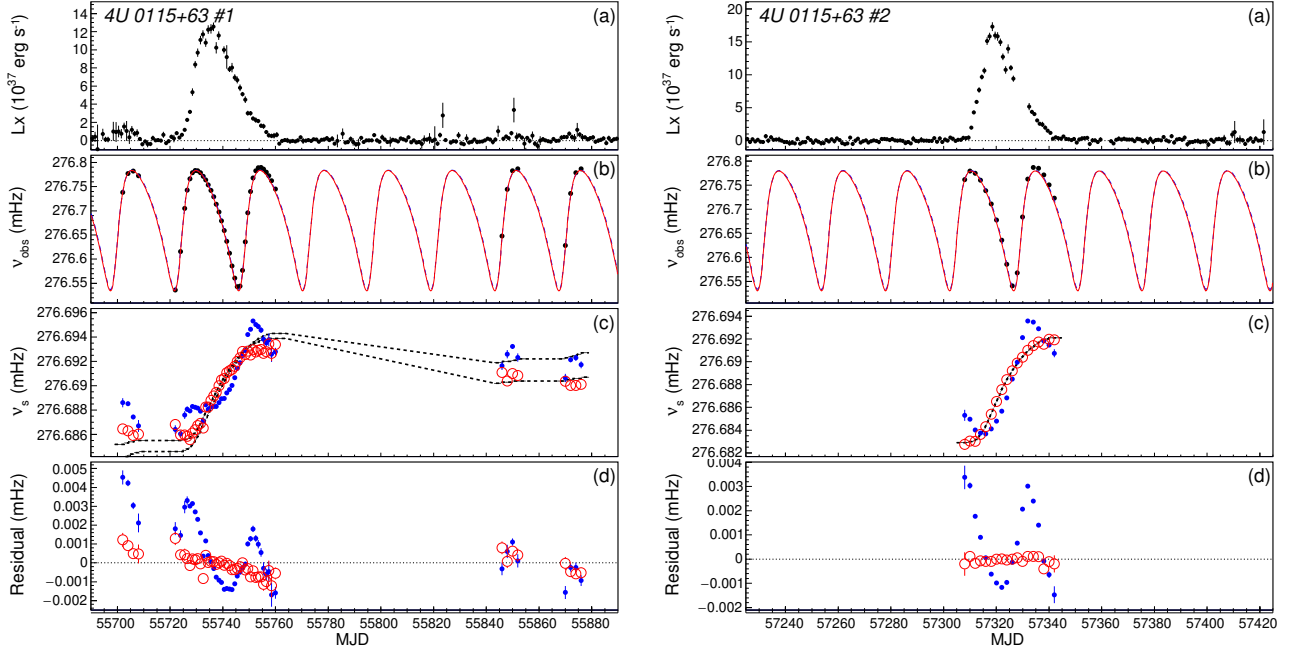 4U 0115+63 #1
(a)
Lx (10^37 erg s^-1)
14
12
10
8
6
4
2
0
(b)
ν_obs (mHz)
276.8
276.75
276.7
276.65
276.6
276.55
(c)
ν_s (mHz)
276.696
276.694
276.692
276.69
276.688
276.686
(d)
Residual (mHz)
0.005
0.004
0.003
0.002
0.001
0
−0.001
−0.002
55700 55720 55740 55760 55780 55800 55820 55840 55860 55880
MJD
4U 0115+63 #2
(a)
Lx (10^37 erg s^-1)
20
15
10
5
0
(b)
ν_obs (mHz)
276.8
276.75
276.7
276.65
276.6
276.55
(c)
ν_s (mHz)
276.694
276.692
276.69
276.688
276.686
276.684
276.682
(d)
Residual (mHz)
0.004
0.003
0.002
0.001
0
−0.001
−0.002
57240 57260 57280 57300 57320 57340 57360 57380 57400 57420
MJD